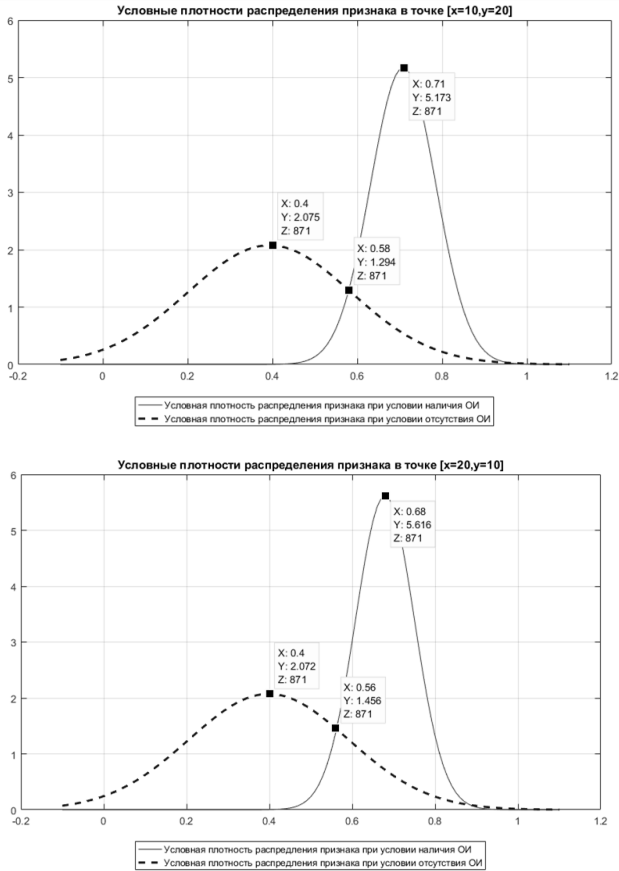 Условные плотности распределения признака в точке [x=10,y=20]
6
5
4
3
2
1
0
X: 0.71
Y: 5.173
Z: 871
X: 0.4
Y: 2.075
Z: 871
X: 0.58
Y: 1.294
Z: 871
-0.2 0 0.2 0.4 0.6 0.8 1 1.2
Условная плотность распредления признака при условии наличия ОИ
Условная плотность распредления признака при условии отсутствия ОИ
Условные плотности распределения признака в точке [x=20,y=10]
6
5
4
3
2
1
0
X: 0.68
Y: 5.616
Z: 871
X: 0.4
Y: 2.072
Z: 871
X: 0.56
Y: 1.456
Z: 871
-0.2 0 0.2 0.4 0.6 0.8 1 1.2
Условная плотность распредления признака при условии наличия ОИ
Условная плотность распредления признака при условии отсутствия ОИ